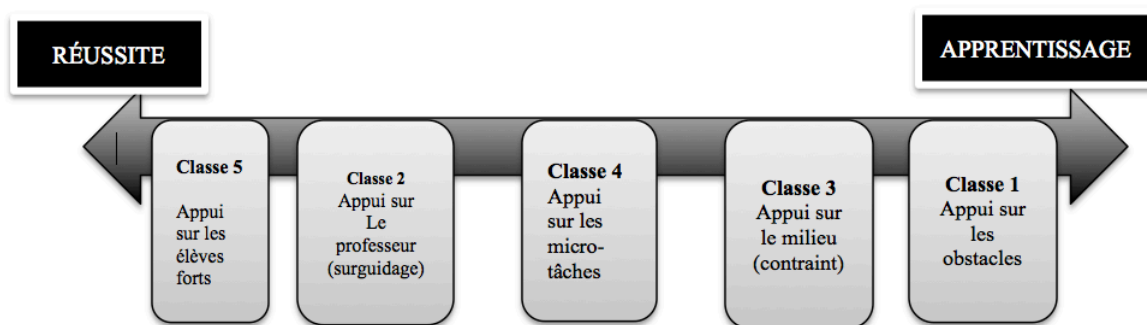 RÉUSSITE
APPRENTISSAGE
Classe 5
Appui
sur les
élèves
forts
Classe 2
Appui sur
Le
professeur
(surguidage)
Classe 4
Appui
sur les
micro-
tâches
Classe 3
Appui sur
le milieu
(contraint)
Classe 1
Appui sur
les
obstacles